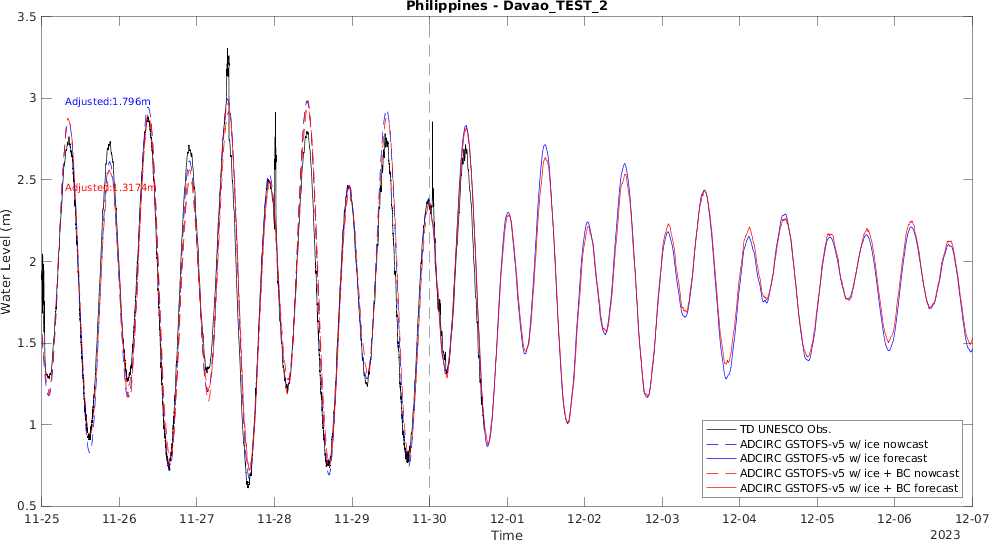 Philippines - Davao_TEST_2
3.5
3
2.5
2
1.5
1
0.5
Water Level (m)
Adjusted:1.796m
Adjusted:1.3174m
TD UNESCO Obs.
ADCIRC GSTOFS-v5 w/ ice nowcast
ADCIRC GSTOFS-v5 w/ ice forecast
ADCIRC GSTOFS-v5 w/ ice + BC nowcast
ADCIRC GSTOFS-v5 w/ ice + BC forecast
11-25 11-26 11-27 11-28 11-29 11-30 12-01 12-02 12-03 12-04 12-05 12-06 12-07
Time
2023